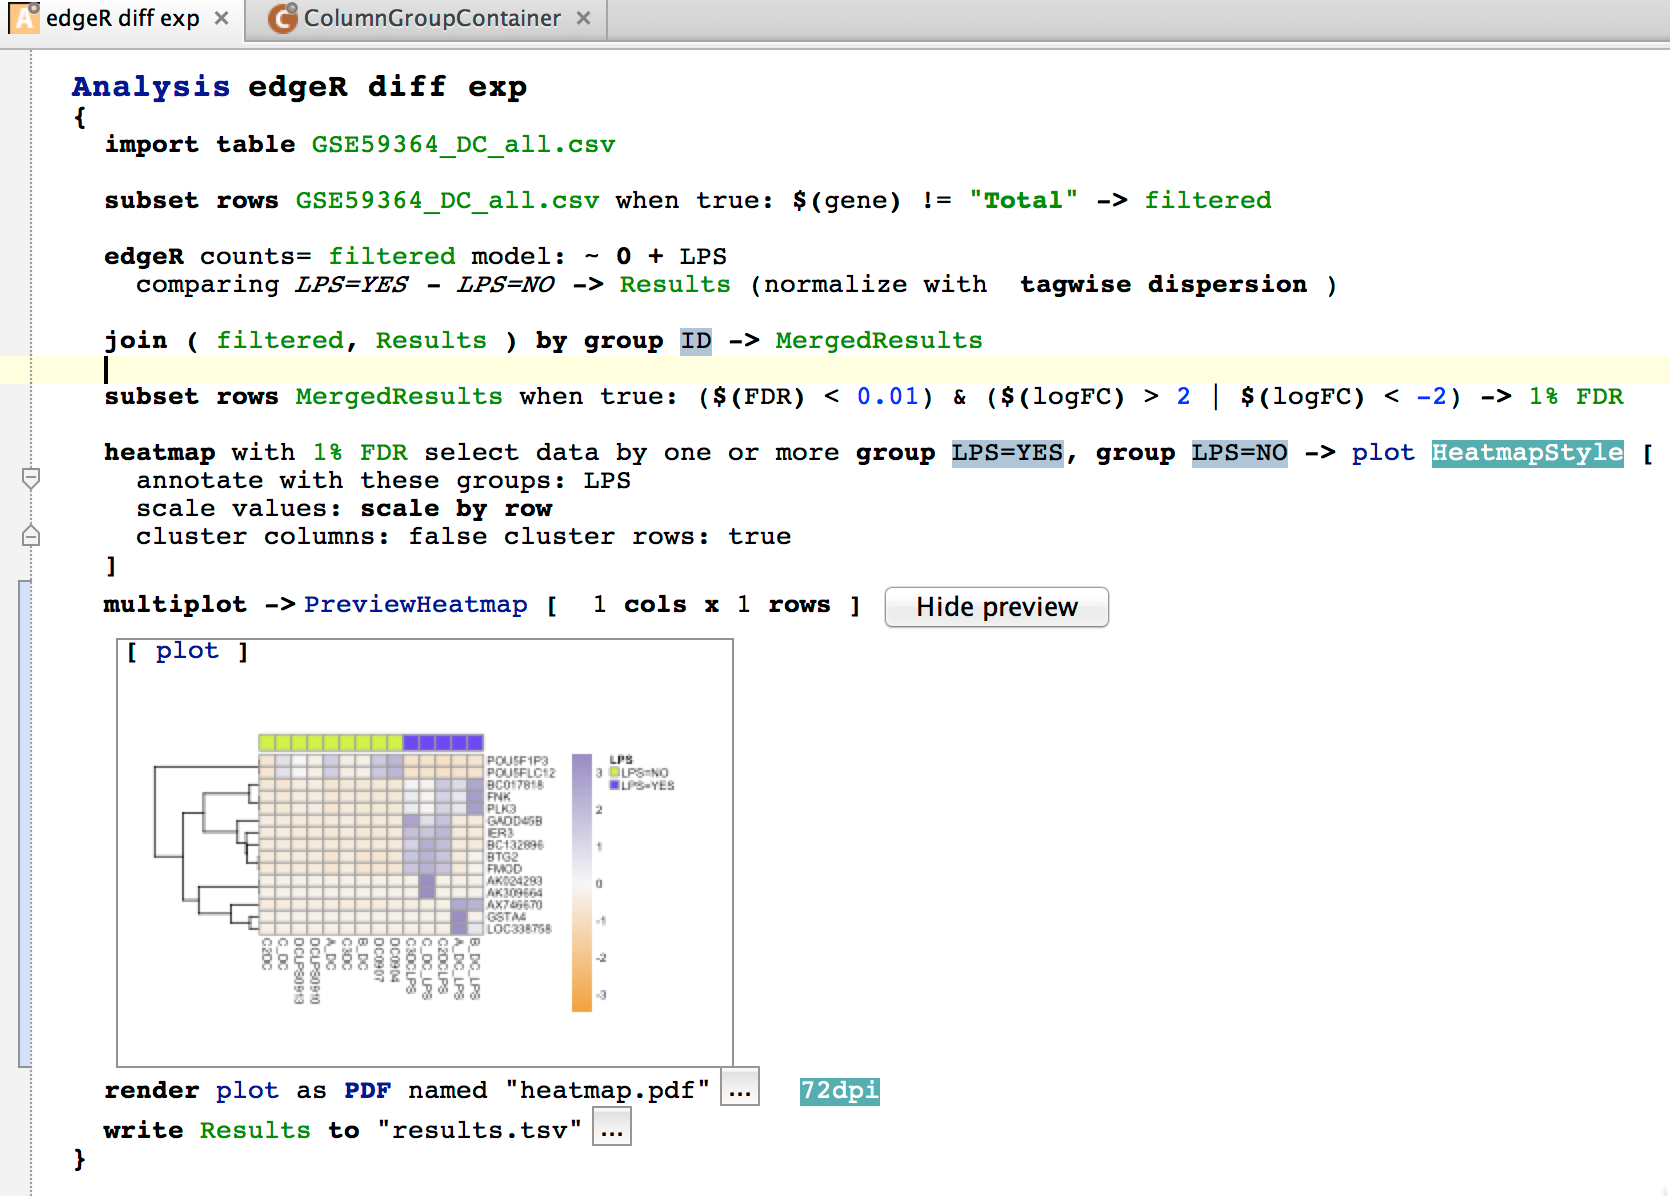 edgeR diff exp × ColumnGroupContainer ×
Analysis edgeR diff exp
{
import table GSE59364_DC_all.csv
subset rows GSE59364_DC_all.csv when true: $(gene) != "Total" -> filtered
edgeR counts= filtered model: ~ 0 + LPS
comparing LPS=YES - LPS=NO -> Results (normalize with tagwise dispersion )
join ( filtered, Results ) by group ID -> MergedResults
subset rows MergedResults when true: ($(FDR) < 0.01) & ($(logFC) > 2 | $(logFC) < -2) -> 1% FDR
heatmap with 1% FDR select data by one or more group LPS=YES, group LPS=NO -> plot HeatmapStyle [
annotate with these groups: LPS
scale values: scale by row
cluster columns: false cluster rows: true
]
multiplot -> PreviewHeatmap [ 1 cols x 1 rows ] Hide preview
[ plot ]
POU5F1P3
POU5FLC12
BC017818
FNK
PLK3
GADD45B
IER3
BC132896
BTG2
FMOD
AK024293
AK309664
AX746670
GSTA4
LOC338758
3
2
1
0
-1
-2
-3
LPS
LPS=NO
LPS=YES
C2DC
C_DC
DCLPS0913
DCLPS0910
A_DC
C3DC
B_DC
DC0907
DC0904
C3DCLPS
C_DC_LPS
C2DCLPS
A_DC_LPS
B_DC_LPS
render plot as PDF named "heatmap.pdf" ... 72dpi
write Results to "results.tsv" ...
}